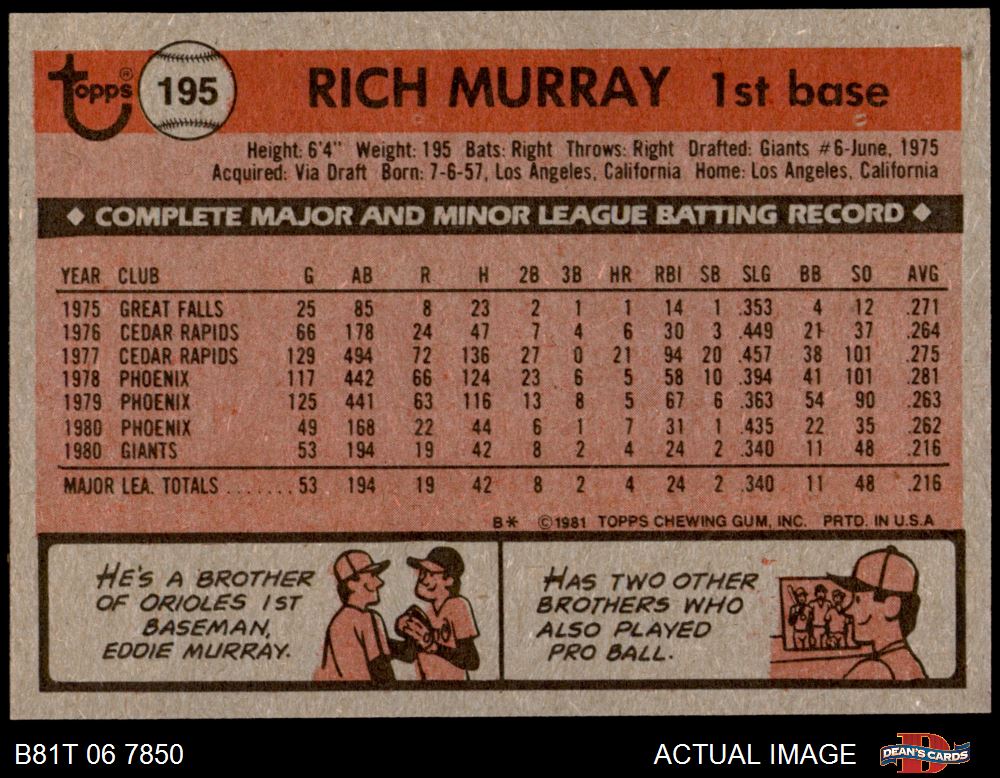 Topps® 195 RICH MURRAY 1st base
Height: 6'4" Weight: 195 Bats: Right Throws: Right Drafted: Giants #6-June, 1975
Acquired: Via Draft Born: 7-6-57, Los Angeles, California Home: Los Angeles, California
◆ COMPLETE MAJOR AND MINOR LEAGUE BATTING RECORD ◆
YEAR CLUB G AB R H 2B 3B HR RBI SB SLG BB SO AVG
1975 GREAT FALLS 25 85 8 23 2 1 1 14 1 .353 4 12 .271
1976 CEDAR RAPIDS 66 178 24 47 7 4 6 30 3 .449 21 37 .264
1977 CEDAR RAPIDS 129 494 72 136 27 0 21 94 20 .457 38 101 .275
1978 PHOENIX 117 442 66 124 23 6 5 58 10 .394 41 101 .281
1979 PHOENIX 125 441 63 116 13 8 5 67 6 .363 54 90 .263
1980 PHOENIX 49 168 22 44 6 1 7 31 1 .435 22 35 .262
1980 GIANTS 53 194 19 42 8 2 4 24 2 .340 11 48 .216
MAJOR LEA. TOTALS ....... 53 194 19 42 8 2 4 24 2 .340 11 48 .216
B* ©1981 TOPPS CHEWING GUM, INC. PRTD. IN U.S.A
HE'S A BROTHER
OF ORIOLES 1ST
BASEMAN,
EDDIE MURRAY.
HAS TWO OTHER
BROTHERS WHO
ALSO PLAYED
PRO BALL.
B81T 06 7850 ACTUAL IMAGE DEAN'S CARDS